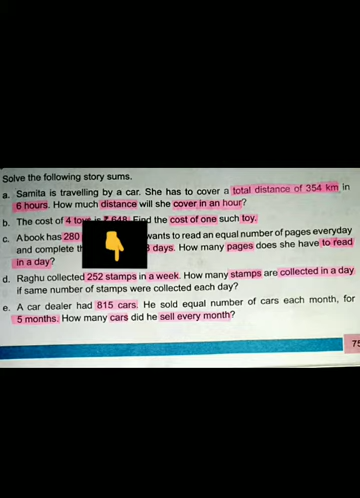 Solve the following story sums.
a. Samita is travelling by a car. She has to cover a total distance of 354 km in
6 hours. How much distance will she cover in an hour?
b. The cost of 4 toys is ₹ 648. Find the cost of one such toy.
c. A book has 280 wants to read an equal number of pages everyday
and complete days. How many pages does she have to read
in a day?
d. Raghu collected 252 stamps in a week. How many stamps are collected in a day
if same number of stamps were collected each day?
e. A car dealer had 815 cars. He sold equal number of cars each month, for
5 months. How many cars did he sell every month?
75